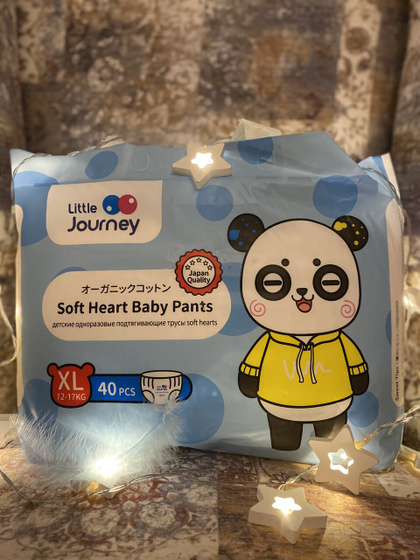 Little
Journey
Japan
Quality
オーガニックコットン
Soft Heart Baby Pants
детские одноразовые подтягивающие трусы soft hearts
XL
12-17KG
40 PCS